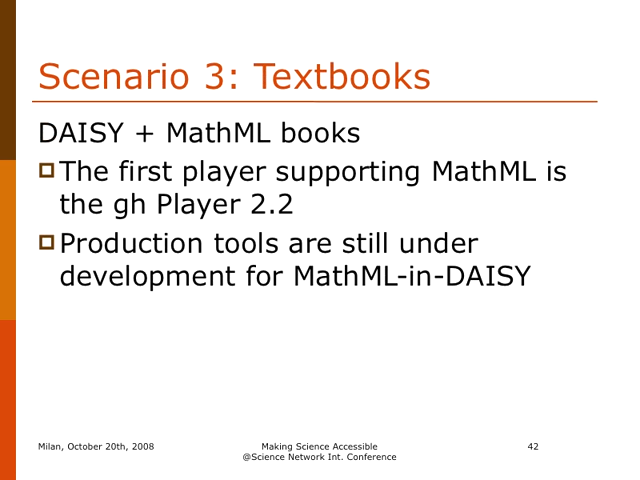 Scenario 3: Textbooks
DAISY + MathML books
The first player supporting MathML is
the gh Player 2.2
Production tools are still under
development for MathML-in-DAISY
Milan, October 20th, 2008
Making Science Accessible
@Science Network Int. Conference
42